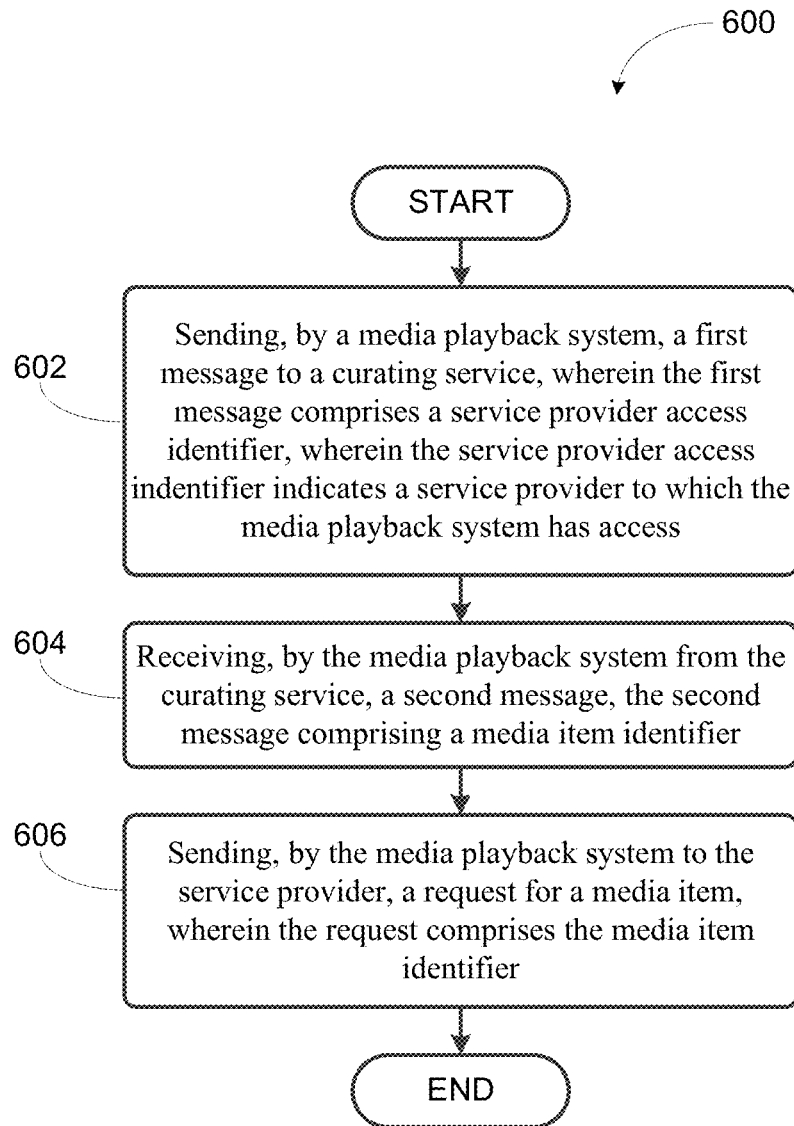 600
START
602
Sending, by a media playback system, a first
message to a curating service, wherein the first
message comprises a service provider access
identifier, wherein the service provider access
indentifier indicates a service provider to which the
media playback system has access
604
Receiving, by the media playback system from the
curating service, a second message, the second
message comprising a media item identifier
606
Sending, by the media playback system to the
service provider, a request for a media item,
wherein the request comprises the media item
identifier
END